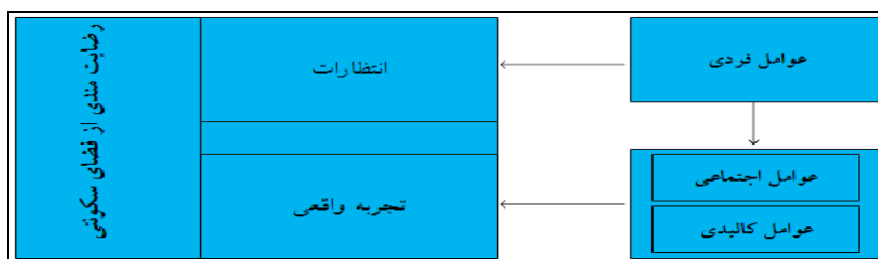 عوامل فردی
عوامل اجتماعی
عوامل کالبدی
انتظارات
تجربه واقعی
رضایت مندی از فضای سکونتی